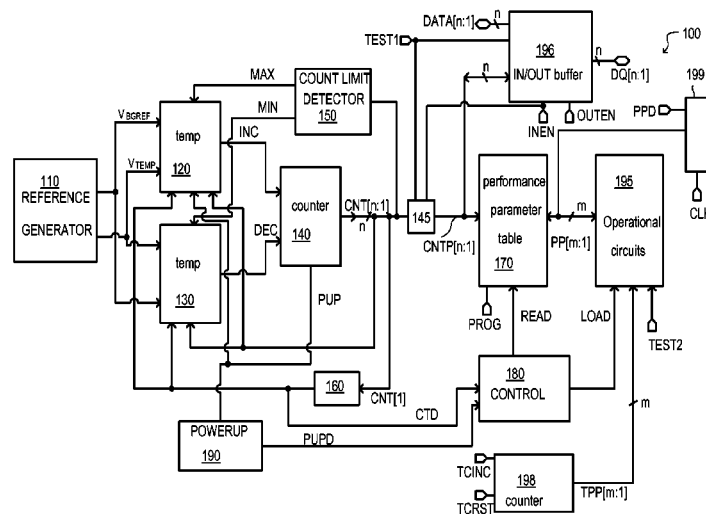 DATA[n:1]
n
TEST1
196
IN/OUT buffer
n
DQ[n:1]
100
199
PPD
CLK
n
INEN
OUTEN
MAX
MIN
COUNT LIMIT
DETECTOR
150
VBGREF
temp
120
INC
VTEMP
110
REFERENCE
GENERATOR
counter
140
CNT[n:1]
n
145
CNTP[n:1]
performance
parameter
table
170
m
PP[m:1]
195
Operational
circuits
DEC
temp
130
PUP
PROG
READ
LOAD
TEST2
160
CNT[1]
180
CONTROL
CTD
m
POWERUP
190
PUPD
TCINC
TCRST
198
counter
TPP[m:1]